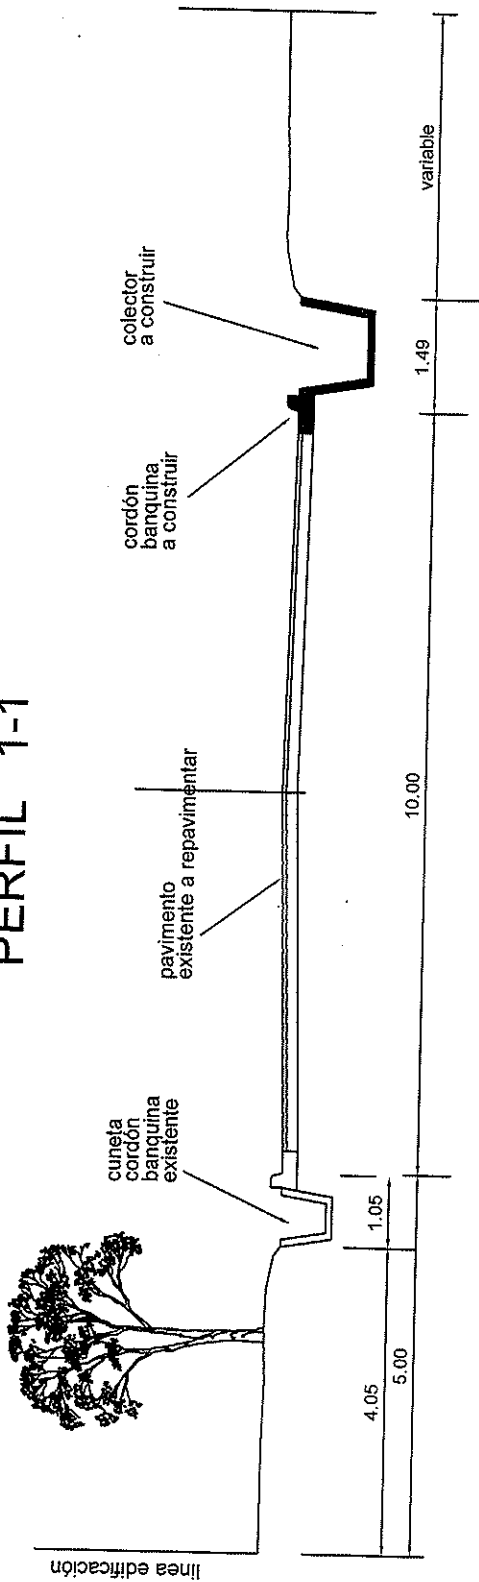 PERFIL 1-1
linea edificación
cuneta
cordón
banquina
existente
pavimento
existente a repavimentar
cordón
banquina
a construir
colector
a construir
4.05
1.05
5.00
10.00
1.49
variable